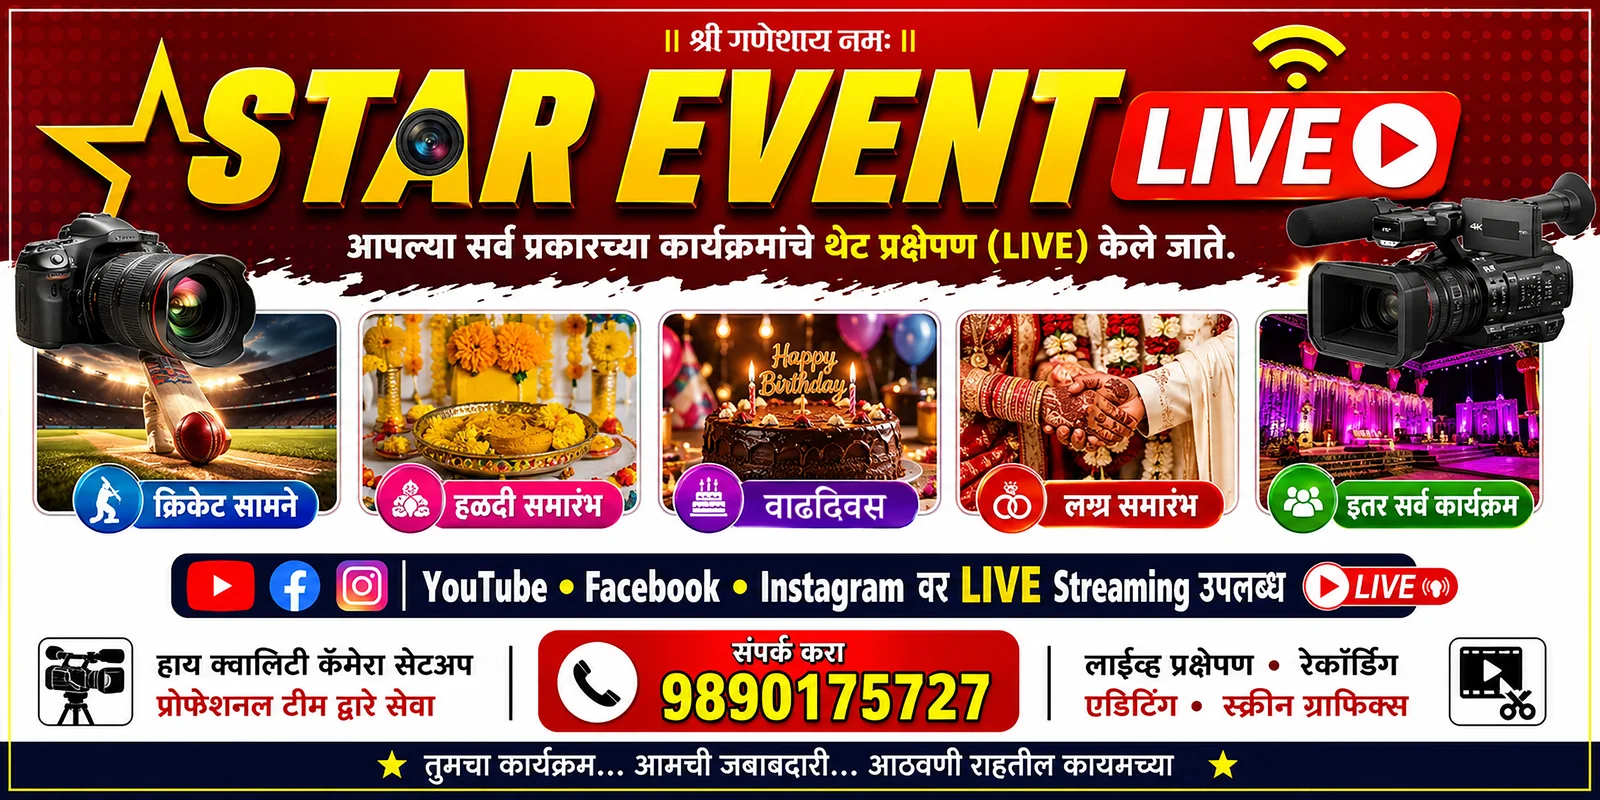 || श्री गणेशाय नमः ||
STAR EVENT LIVE
आपल्या सर्व प्रकारच्या कार्यक्रमांचे थेट प्रक्षेपण (LIVE) केले जाते.
4K
Happy
Birthday
क्रिकेट सामने
हळदी समारंभ
वाढदिवस
लग्न समारंभ
इतर सर्व कार्यक्रम
YouTube • Facebook • Instagram वर LIVE Streaming उपलब्ध
LIVE
हाय क्वालिटी कॅमेरा सेटअप
प्रोफेशनल टीम द्वारे सेवा
संपर्क करा
9890175727
लाईव्ह प्रक्षेपण • रेकॉर्डिंग
एडिटिंग • स्क्रीन ग्राफिक्स
तुमचा कार्यक्रम... आमची जबाबदारी... आठवणी राहतील कायमच्या